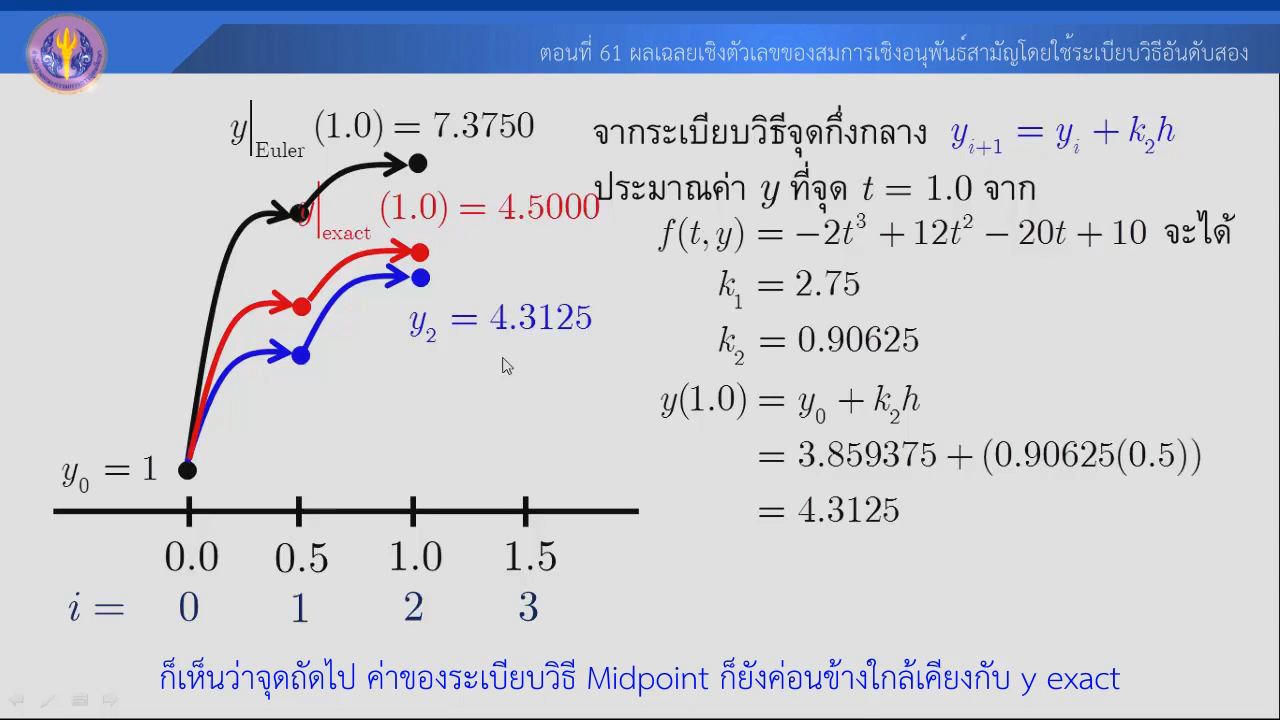 ตอนที่ 61 ผลเฉลยเชิงตัวเลขของสมการเชิงอนุพันธ์สามัญโดยใช้ระเบียบวิธีอันดับสอง
y|Euler (1.0) = 7.3750
y|exact (1.0) = 4.5000
y₂ = 4.3125
y₀ = 1
0.0 0.5 1.0 1.5
i = 0 1 2 3
จากระเบียบวิธีจุดกึ่งกลาง yᵢ₊₁ = yᵢ + k₂h
ประมาณค่า y ที่จุด t = 1.0 จาก
f(t, y) = −2t³ + 12t² − 20t + 10 จะได้
k₁ = 2.75
k₂ = 0.90625
y(1.0) = y₀ + k₂h
= 3.859375 + (0.90625(0.5))
= 4.3125
ก็เห็นว่าจุดถัดไป ค่าของระเบียบวิธี Midpoint ก็ยังค่อนข้างใกล้เคียงกับ y exact